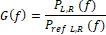 G(f) = P_{L,R} (f) / P_{ref L,R} (f)